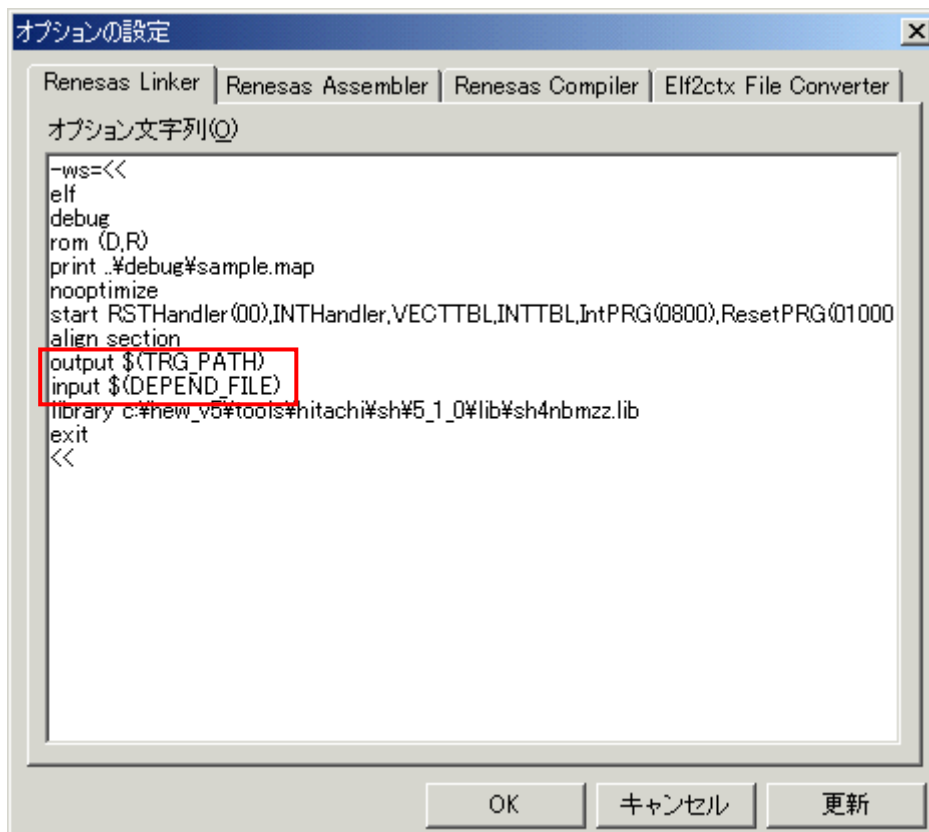 オプションの設定
Renesas Linker Renesas Assembler Renesas Compiler Elf2ctx File Converter
オプション文字列(O)
-ws=<<
elf
debug
rom (D,R)
print ..¥debug¥sample.map
nooptimize
start RSTHandler(00),INTHandler,VECTTBL,INTTBL,IntPRG(0800),ResetPRG(01000
align section
output $(TRG_PATH)
input $(DEPEND_FILE)
library c:¥new_v5¥tools¥hitachi¥sh¥5_1_0¥lib¥sh4nbmzz.lib
exit
<<
OK キャンセル 更新